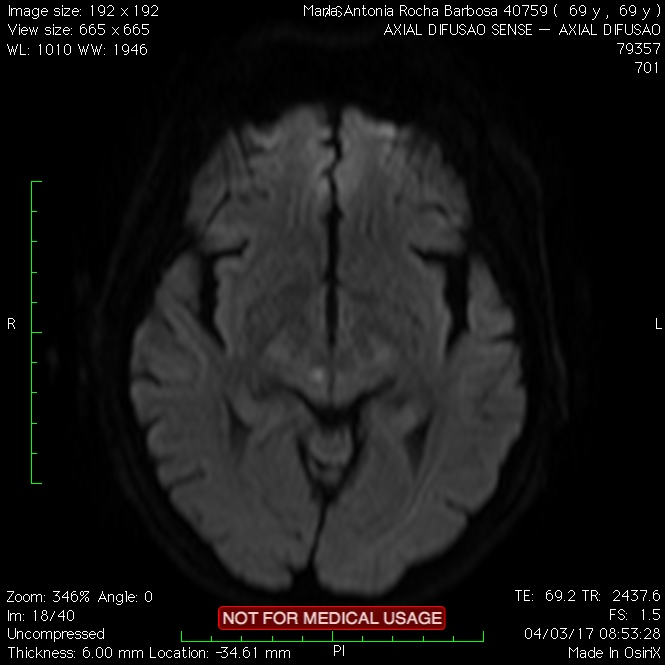 Image size: 192 x 192
View size: 665 x 665
WL: 1010 WW: 1946
Antonia Rocha Barbosa 40759 ( 69 y , 69 y )
AXIAL DIFUSAO SENSE — AXIAL DIFUSAO
79357
701
R
L
Zoom: 346% Angle: 0
Im: 18/40
Uncompressed
Thickness: 6.00 mm Location: -34.61 mm
NOT FOR MEDICAL USAGE
PI
TE: 69.2 TR: 2437.6
FS: 1.5
04/03/17 08:53:28
Made In OsiriX